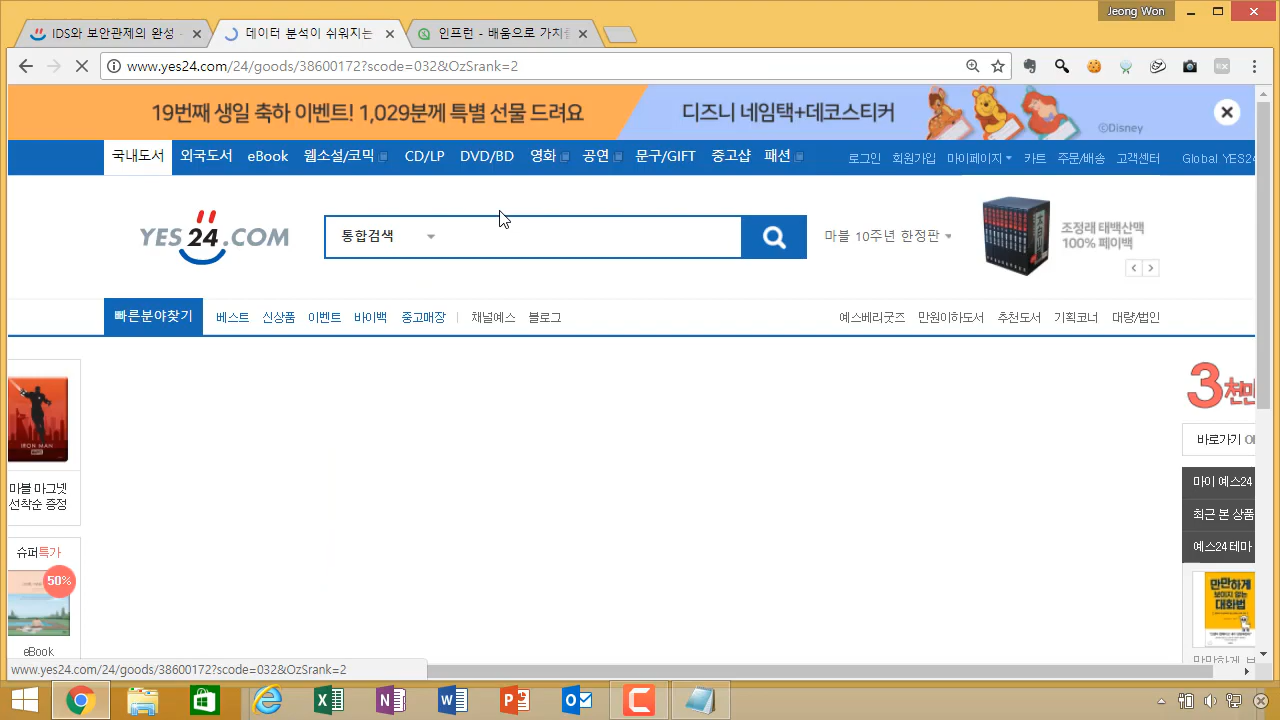 Jeong Won
IDS와 보안관제의 완성
데이터 분석이 쉬워지는
인프런 - 배움으로 가치를
www.yes24.com/24/goods/38600172?scode=032&OzSrank=2
19번째 생일 축하 이벤트! 1,029분께 특별 선물 드려요
디즈니 네임택+데코스티커
©Disney
국내도서 외국도서 eBook 웹소설/코믹 CD/LP DVD/BD 영화 공연 문구/GIFT 중고샵 패션
로그인 회원가입 마이페이지 카트 주문/배송 고객센터 Global YES24
YES24.COM
통합검색
마블 10주년 한정판
조정래 태백산맥
100% 페이백
빠른분야찾기 베스트 신상품 이벤트 바이백 중고매장 채널예스 블로그
예스베리굿즈 만원이하도서 추천도서 기획코너 대량/법인
IRON MAN
마블 마그넷
선착순 증정
슈퍼특가
50%
eBook
3천만
바로가기
마이 예스24
최근 본 상품
예스24 테마
만만하게
보이지 않는
대화법
만만하게 보
www.yes24.com/24/goods/38600172?scode=032&OzSrank=2